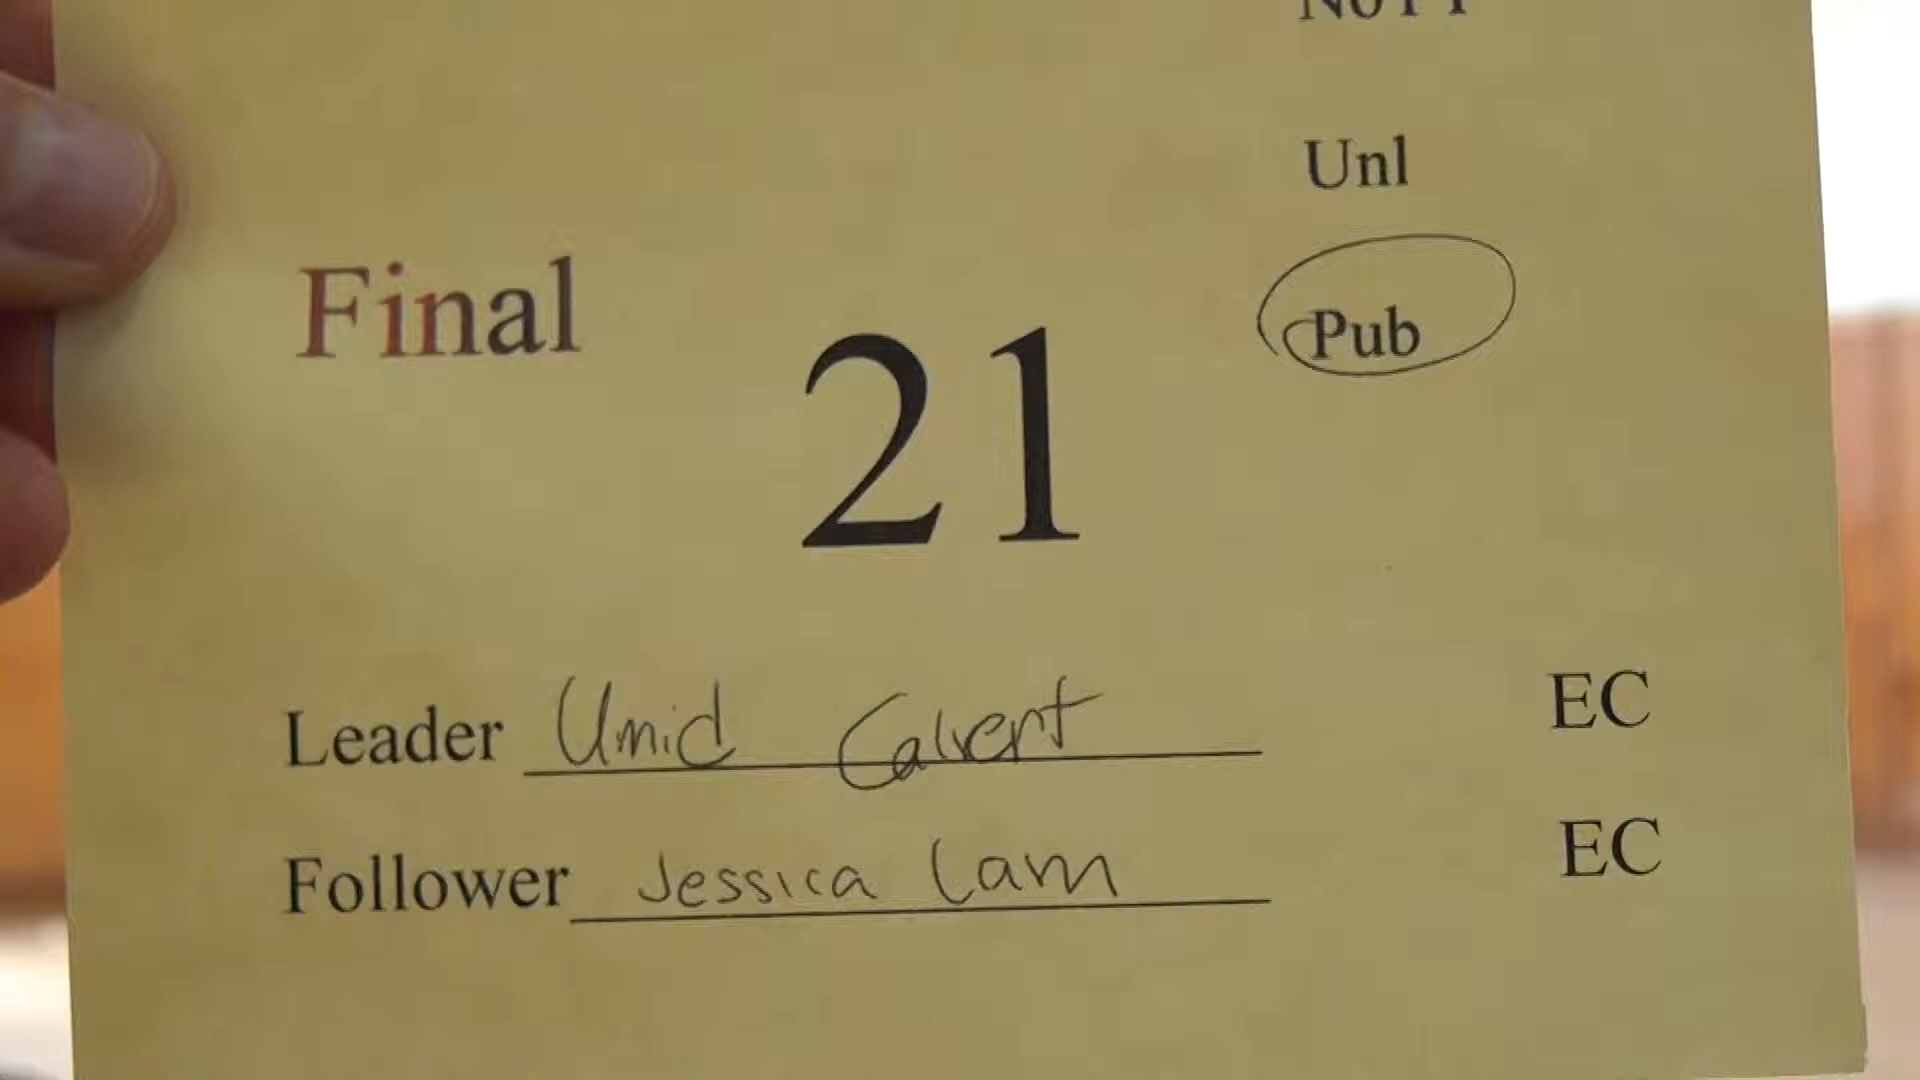 Unl
Final
Pub
21
Leader Umid Calvert EC
Follower Jessica Lam EC